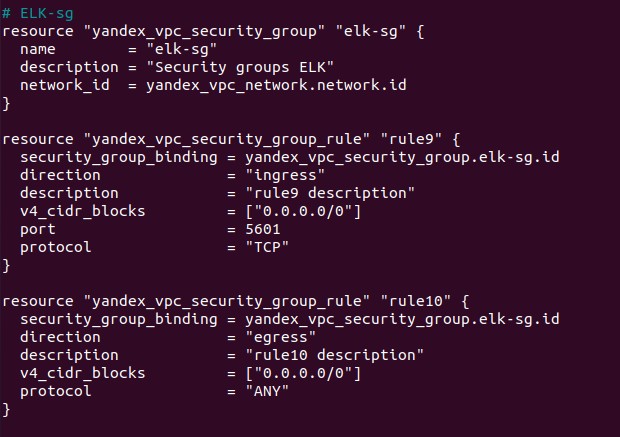 # ELK-sg
resource "yandex_vpc_security_group" "elk-sg" {
  name        = "elk-sg"
  description = "Security groups ELK"
  network_id  = yandex_vpc_network.network.id
}

resource "yandex_vpc_security_group_rule" "rule9" {
  security_group_binding = yandex_vpc_security_group.elk-sg.id
  direction              = "ingress"
  description            = "rule9 description"
  v4_cidr_blocks         = ["0.0.0.0/0"]
  port                   = 5601
  protocol               = "TCP"
}

resource "yandex_vpc_security_group_rule" "rule10" {
  security_group_binding = yandex_vpc_security_group.elk-sg.id
  direction              = "egress"
  description            = "rule10 description"
  v4_cidr_blocks         = ["0.0.0.0/0"]
  protocol               = "ANY"
}